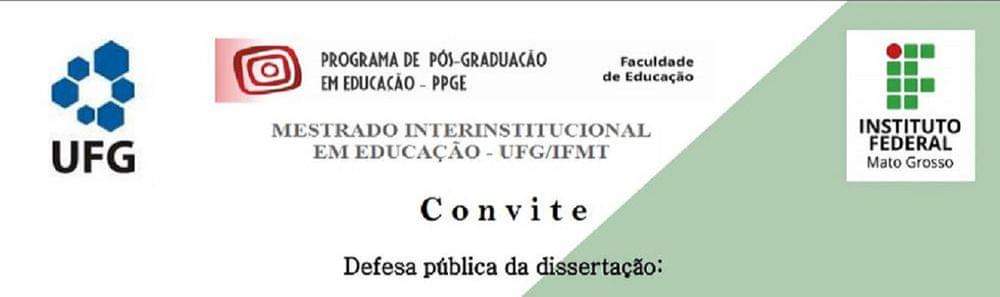 UFG
PROGRAMA DE PÓS-GRADUAÇÃO
EM EDUCAÇÃO - PPGE
Faculdade
de Educação
MESTRADO INTERINSTITUCIONAL
EM EDUCAÇÃO - UFG/IFMT
INSTITUTO
FEDERAL
Mato Grosso
Convite
Defesa pública da dissertação: